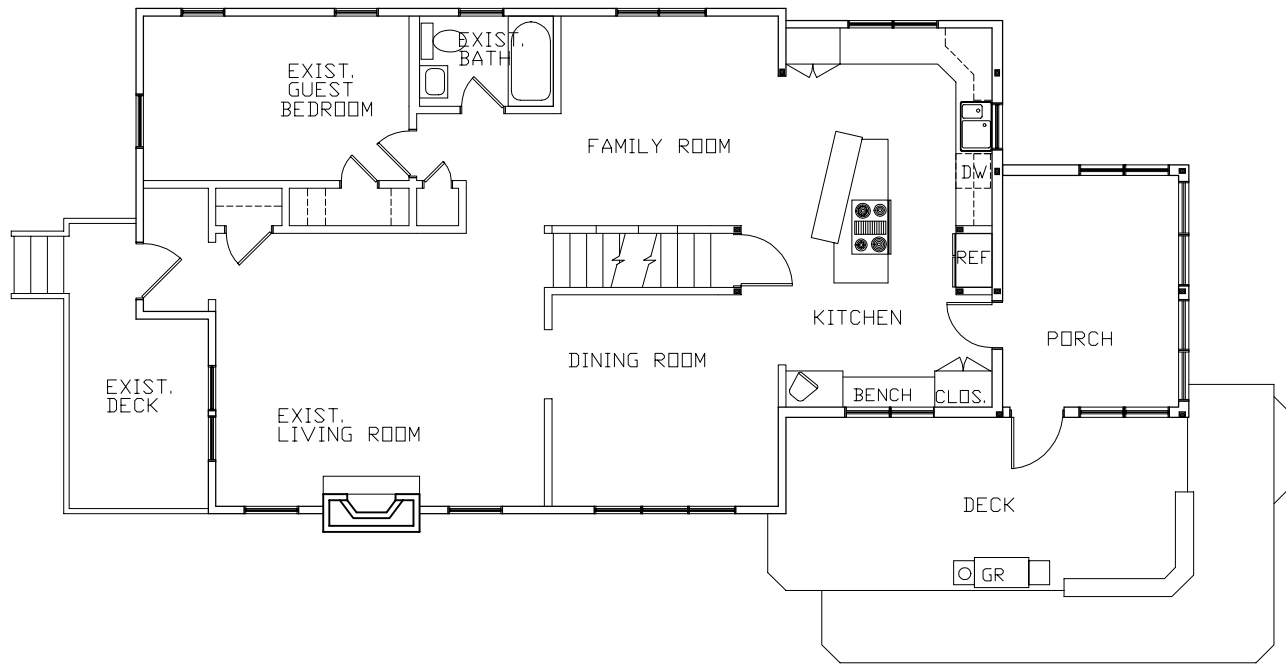 EXIST.
BATH
EXIST.
GUEST
BEDROOM
FAMILY ROOM
DW
REF
KITCHEN
PORCH
DINING ROOM
EXIST.
DECK
BENCH
CLOS.
EXIST.
LIVING ROOM
DECK
GR